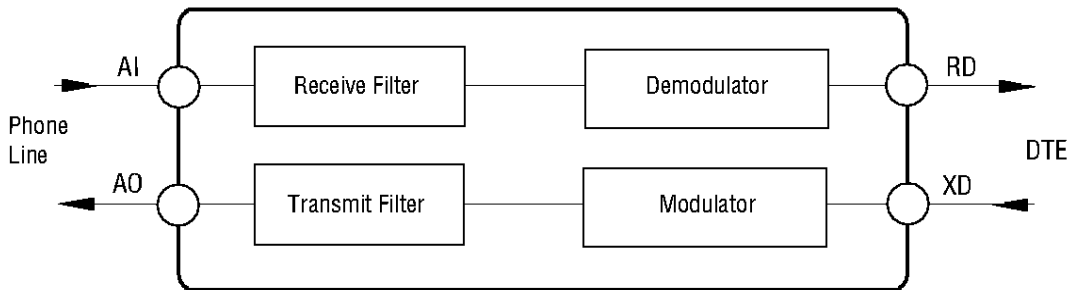 AI
Receive Filter
Demodulator
RD
Phone
Line
DTE
AO
Transmit Filter
Modulator
XD